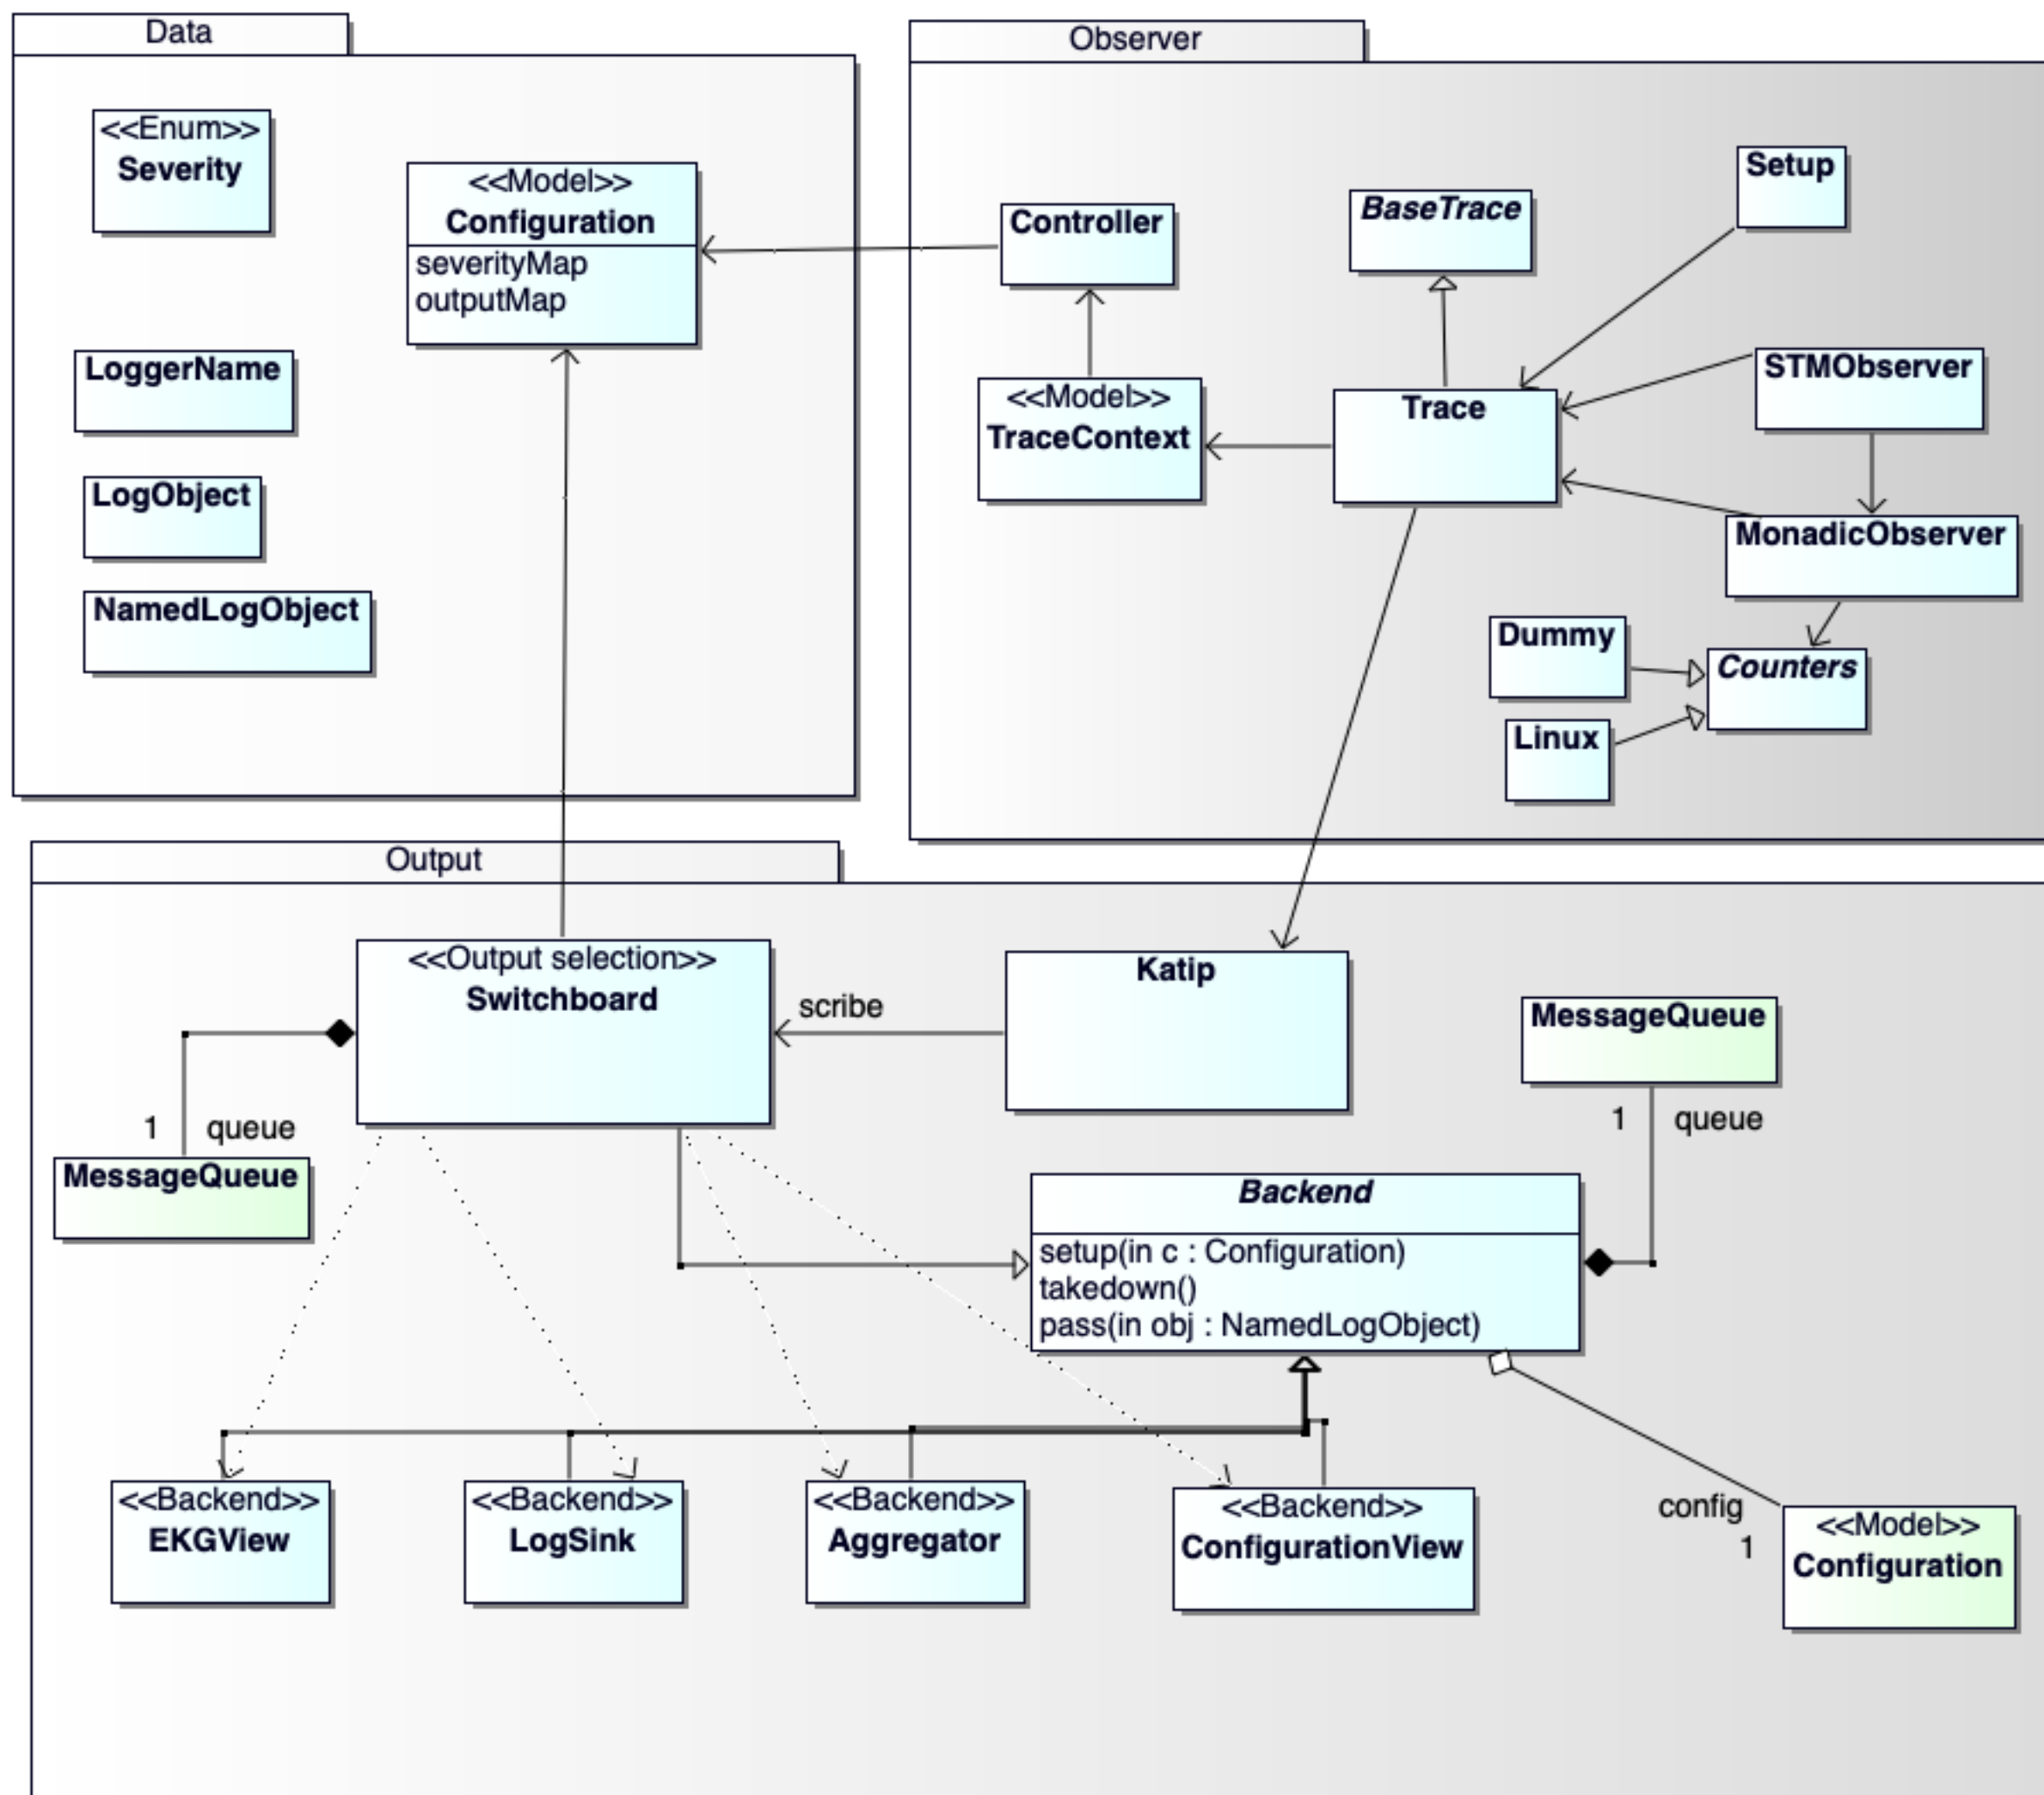 Data
<<Enum>>
Severity
<<Model>>
Configuration
severityMap
outputMap
LoggerName
LogObject
NamedLogObject
Observer
Controller
BaseTrace
Setup
<<Model>>
TraceContext
Trace
STMObserver
MonadicObserver
Dummy
Counters
Linux
Output
<<Output selection>>
Switchboard
scribe
Katip
MessageQueue
1 queue
1 queue
MessageQueue
Backend
setup(in c : Configuration)
takedown()
pass(in obj : NamedLogObject)
<<Backend>>
EKGView
<<Backend>>
LogSink
<<Backend>>
Aggregator
<<Backend>>
ConfigurationView
config
1
<<Model>>
Configuration